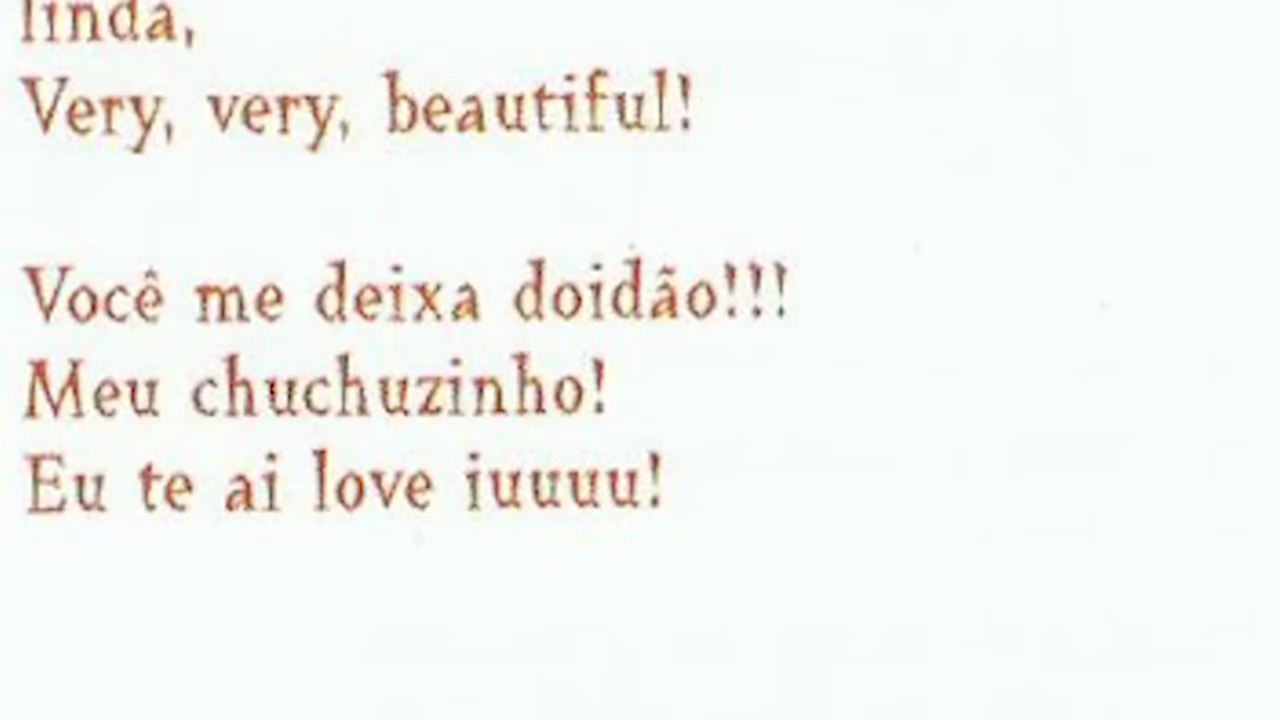 linda,
Very, very, beautiful!
Você me deixa doidão!!!
Meu chuchuzinho!
Eu te ai love iuuuu!